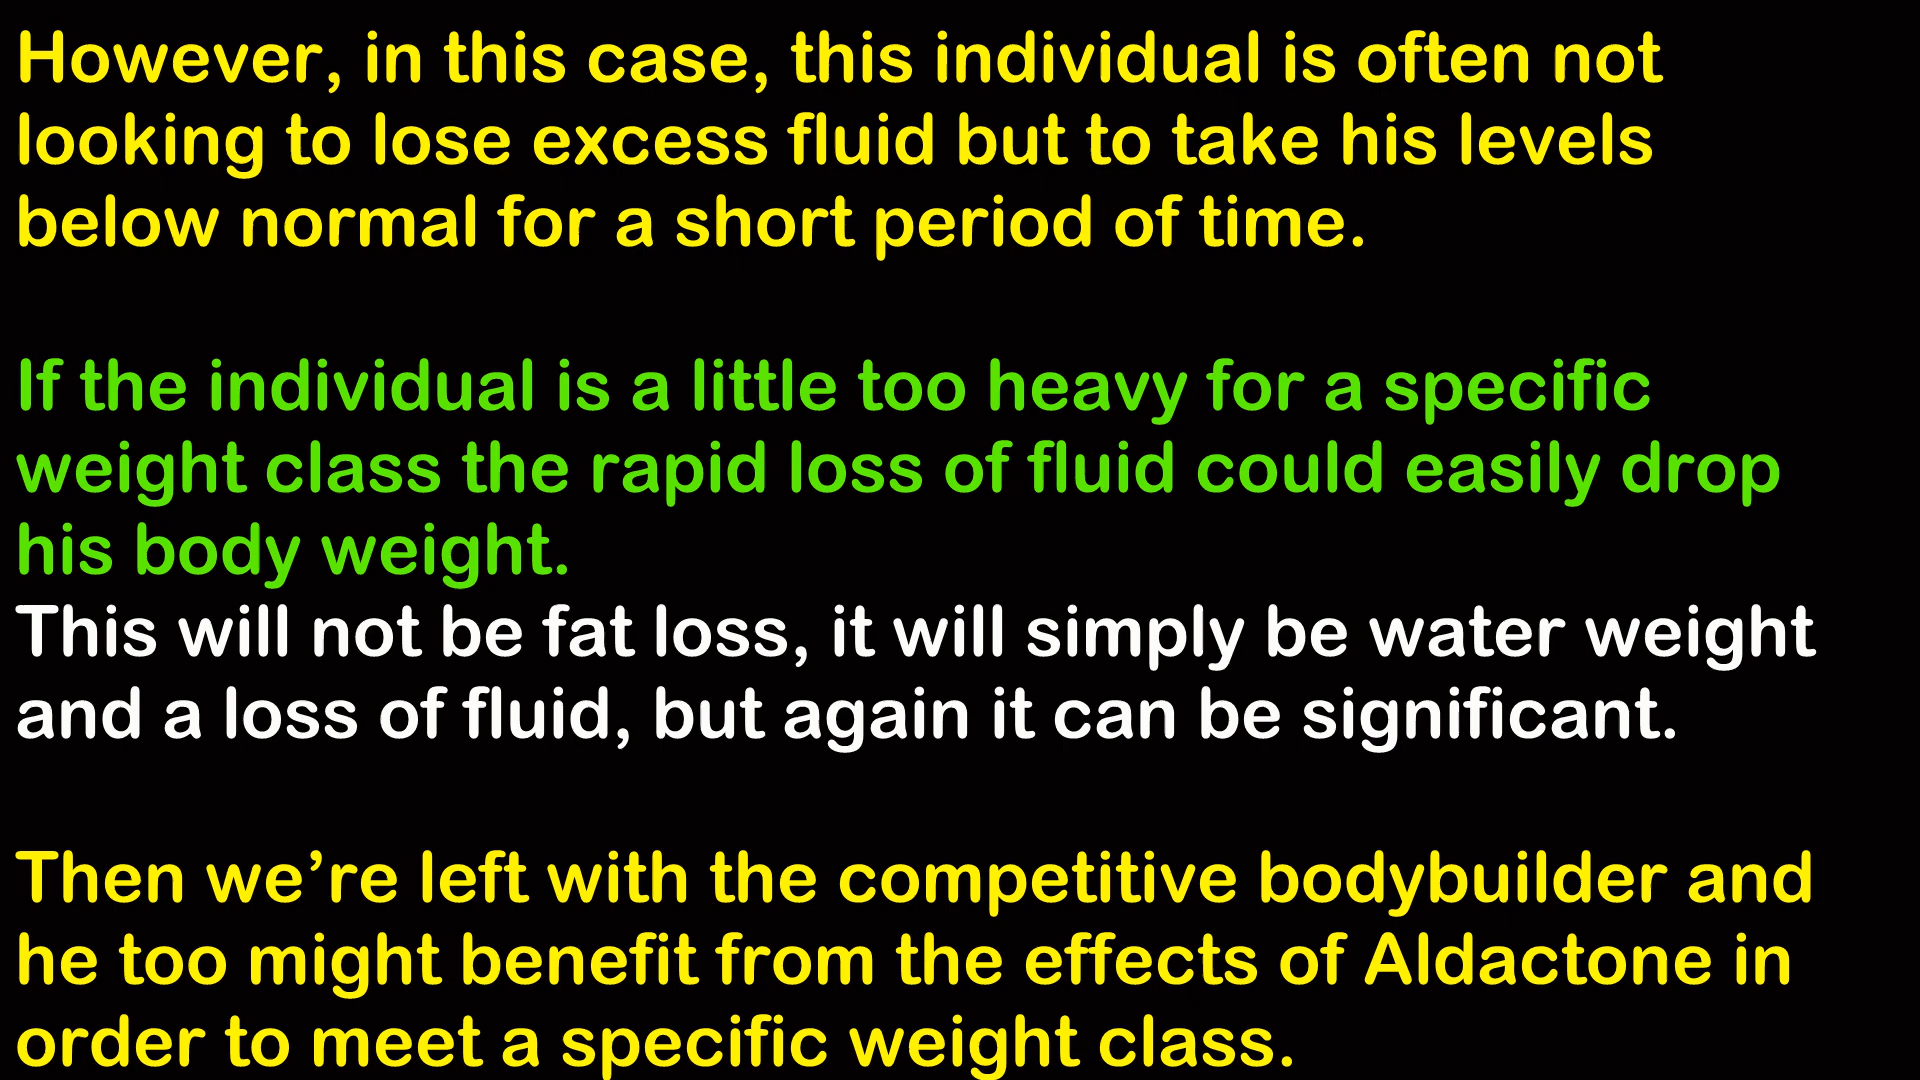 However, in this case, this individual is often not
looking to lose excess fluid but to take his levels
below normal for a short period of time.
If the individual is a little too heavy for a specific
weight class the rapid loss of fluid could easily drop
his body weight.
This will not be fat loss, it will simply be water weight
and a loss of fluid, but again it can be significant.
Then we’re left with the competitive bodybuilder and
he too might benefit from the effects of Aldactone in
order to meet a specific weight class.